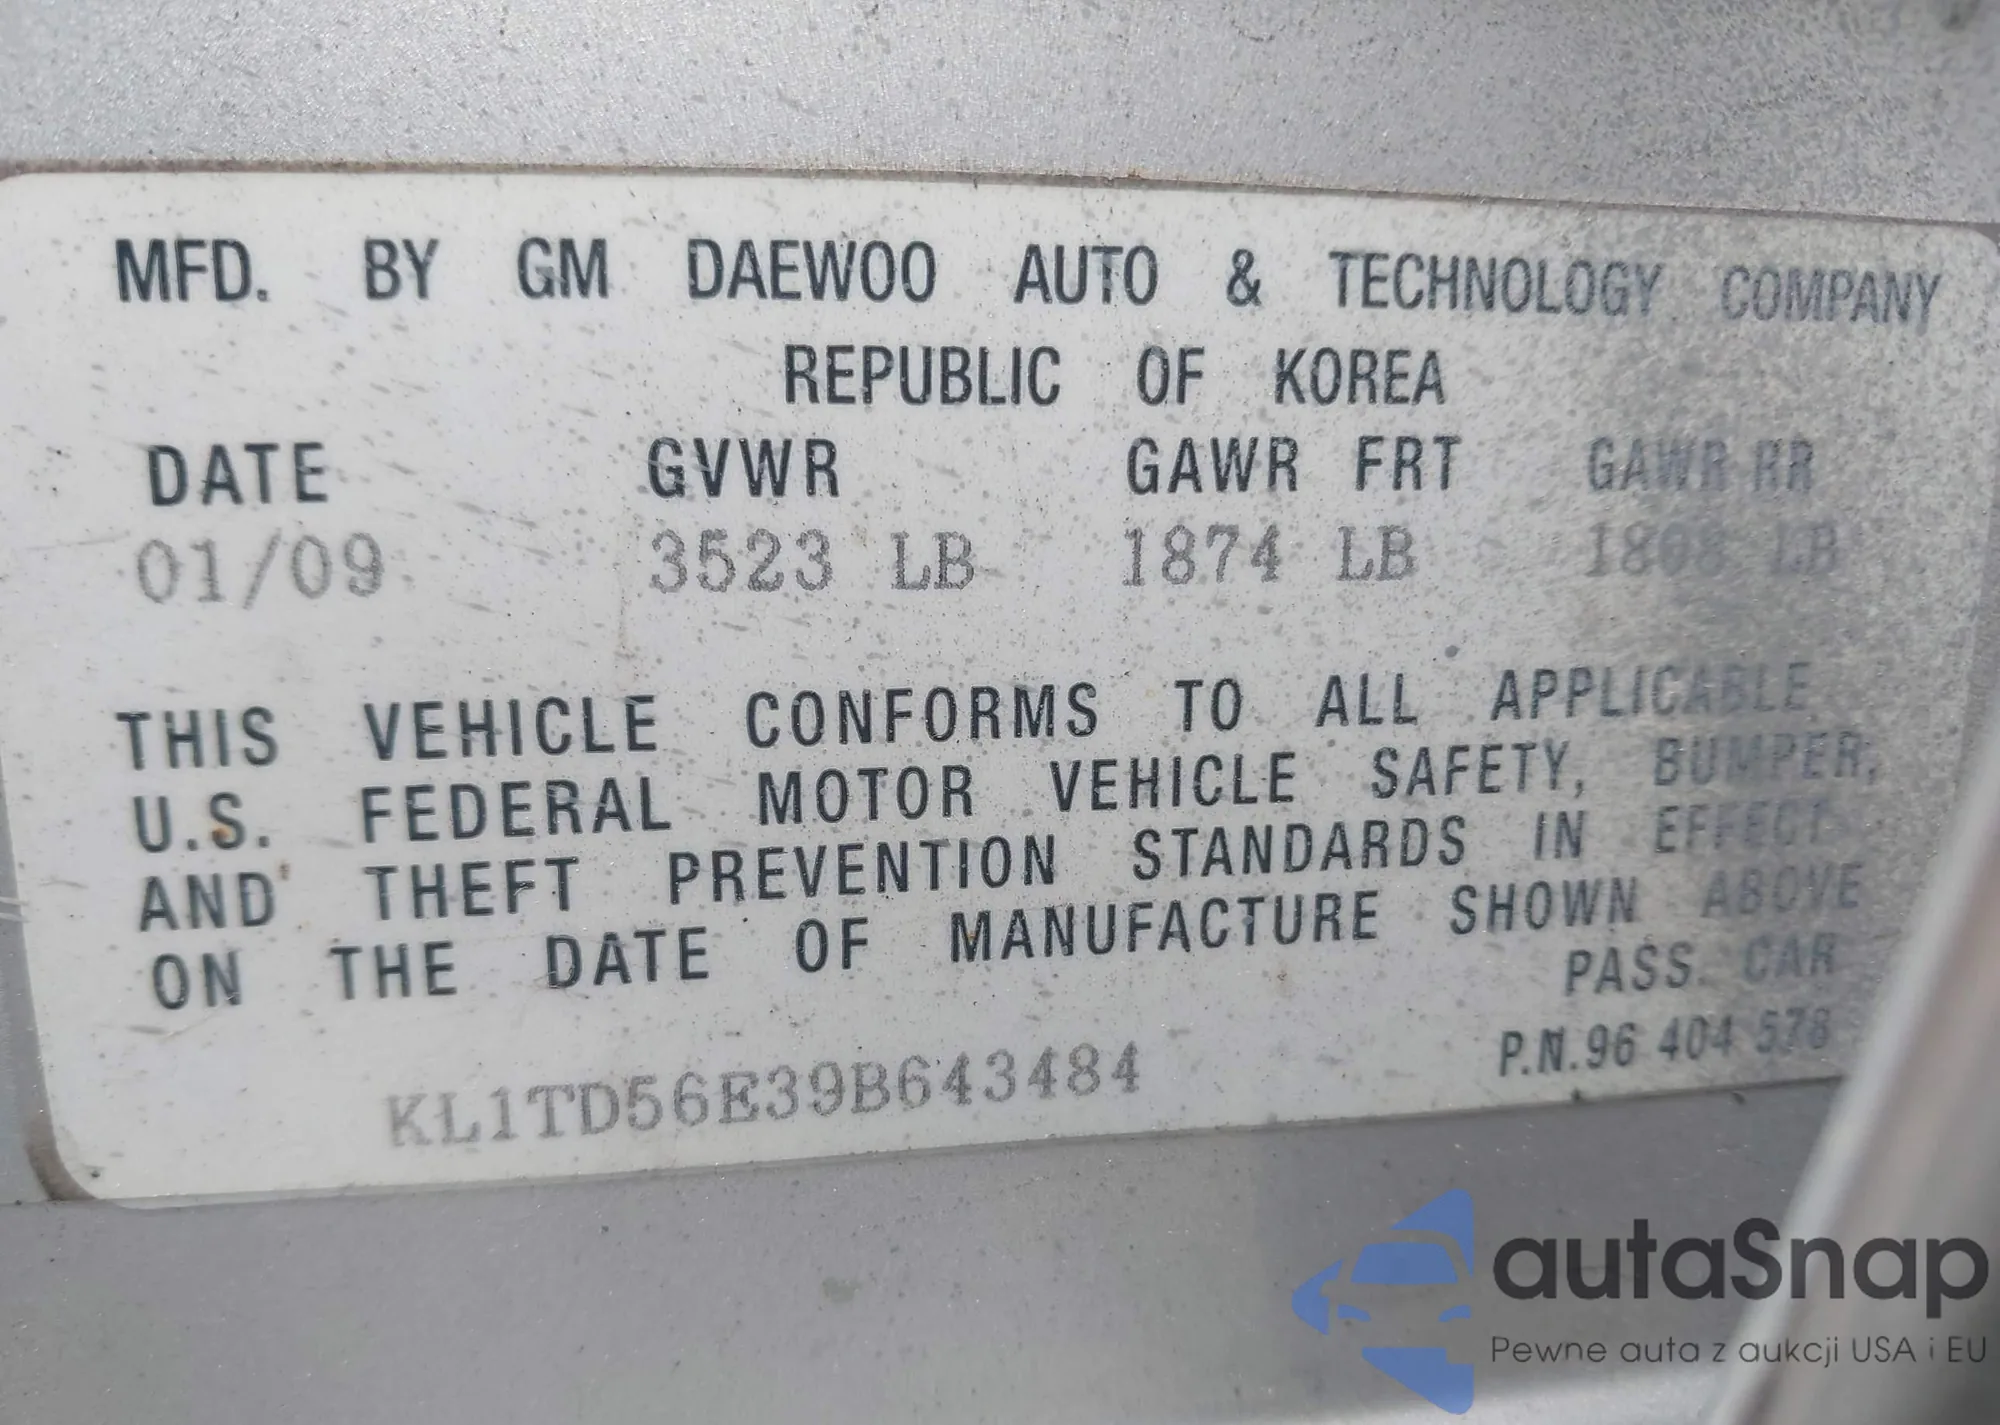 MFD. BY GM DAEWOO AUTO & TECHNOLOGY COMPANY
REPUBLIC OF KOREA
DATE GVWR GAWR FRT GAWR RR
01/09 3523 LB 1874 LB LB
THIS VEHICLE CONFORMS TO ALL APPLICABLE
U.S. FEDERAL MOTOR VEHICLE SAFETY, BUMPER,
AND THEFT PREVENTION STANDARDS IN EFFECT
ON THE DATE OF MANUFACTURE SHOWN ABOVE
PASS. CAR
P.N.96 404 578
KL1TD56E39B643484
autaSnap
Pewne auta z aukcji USA i EU